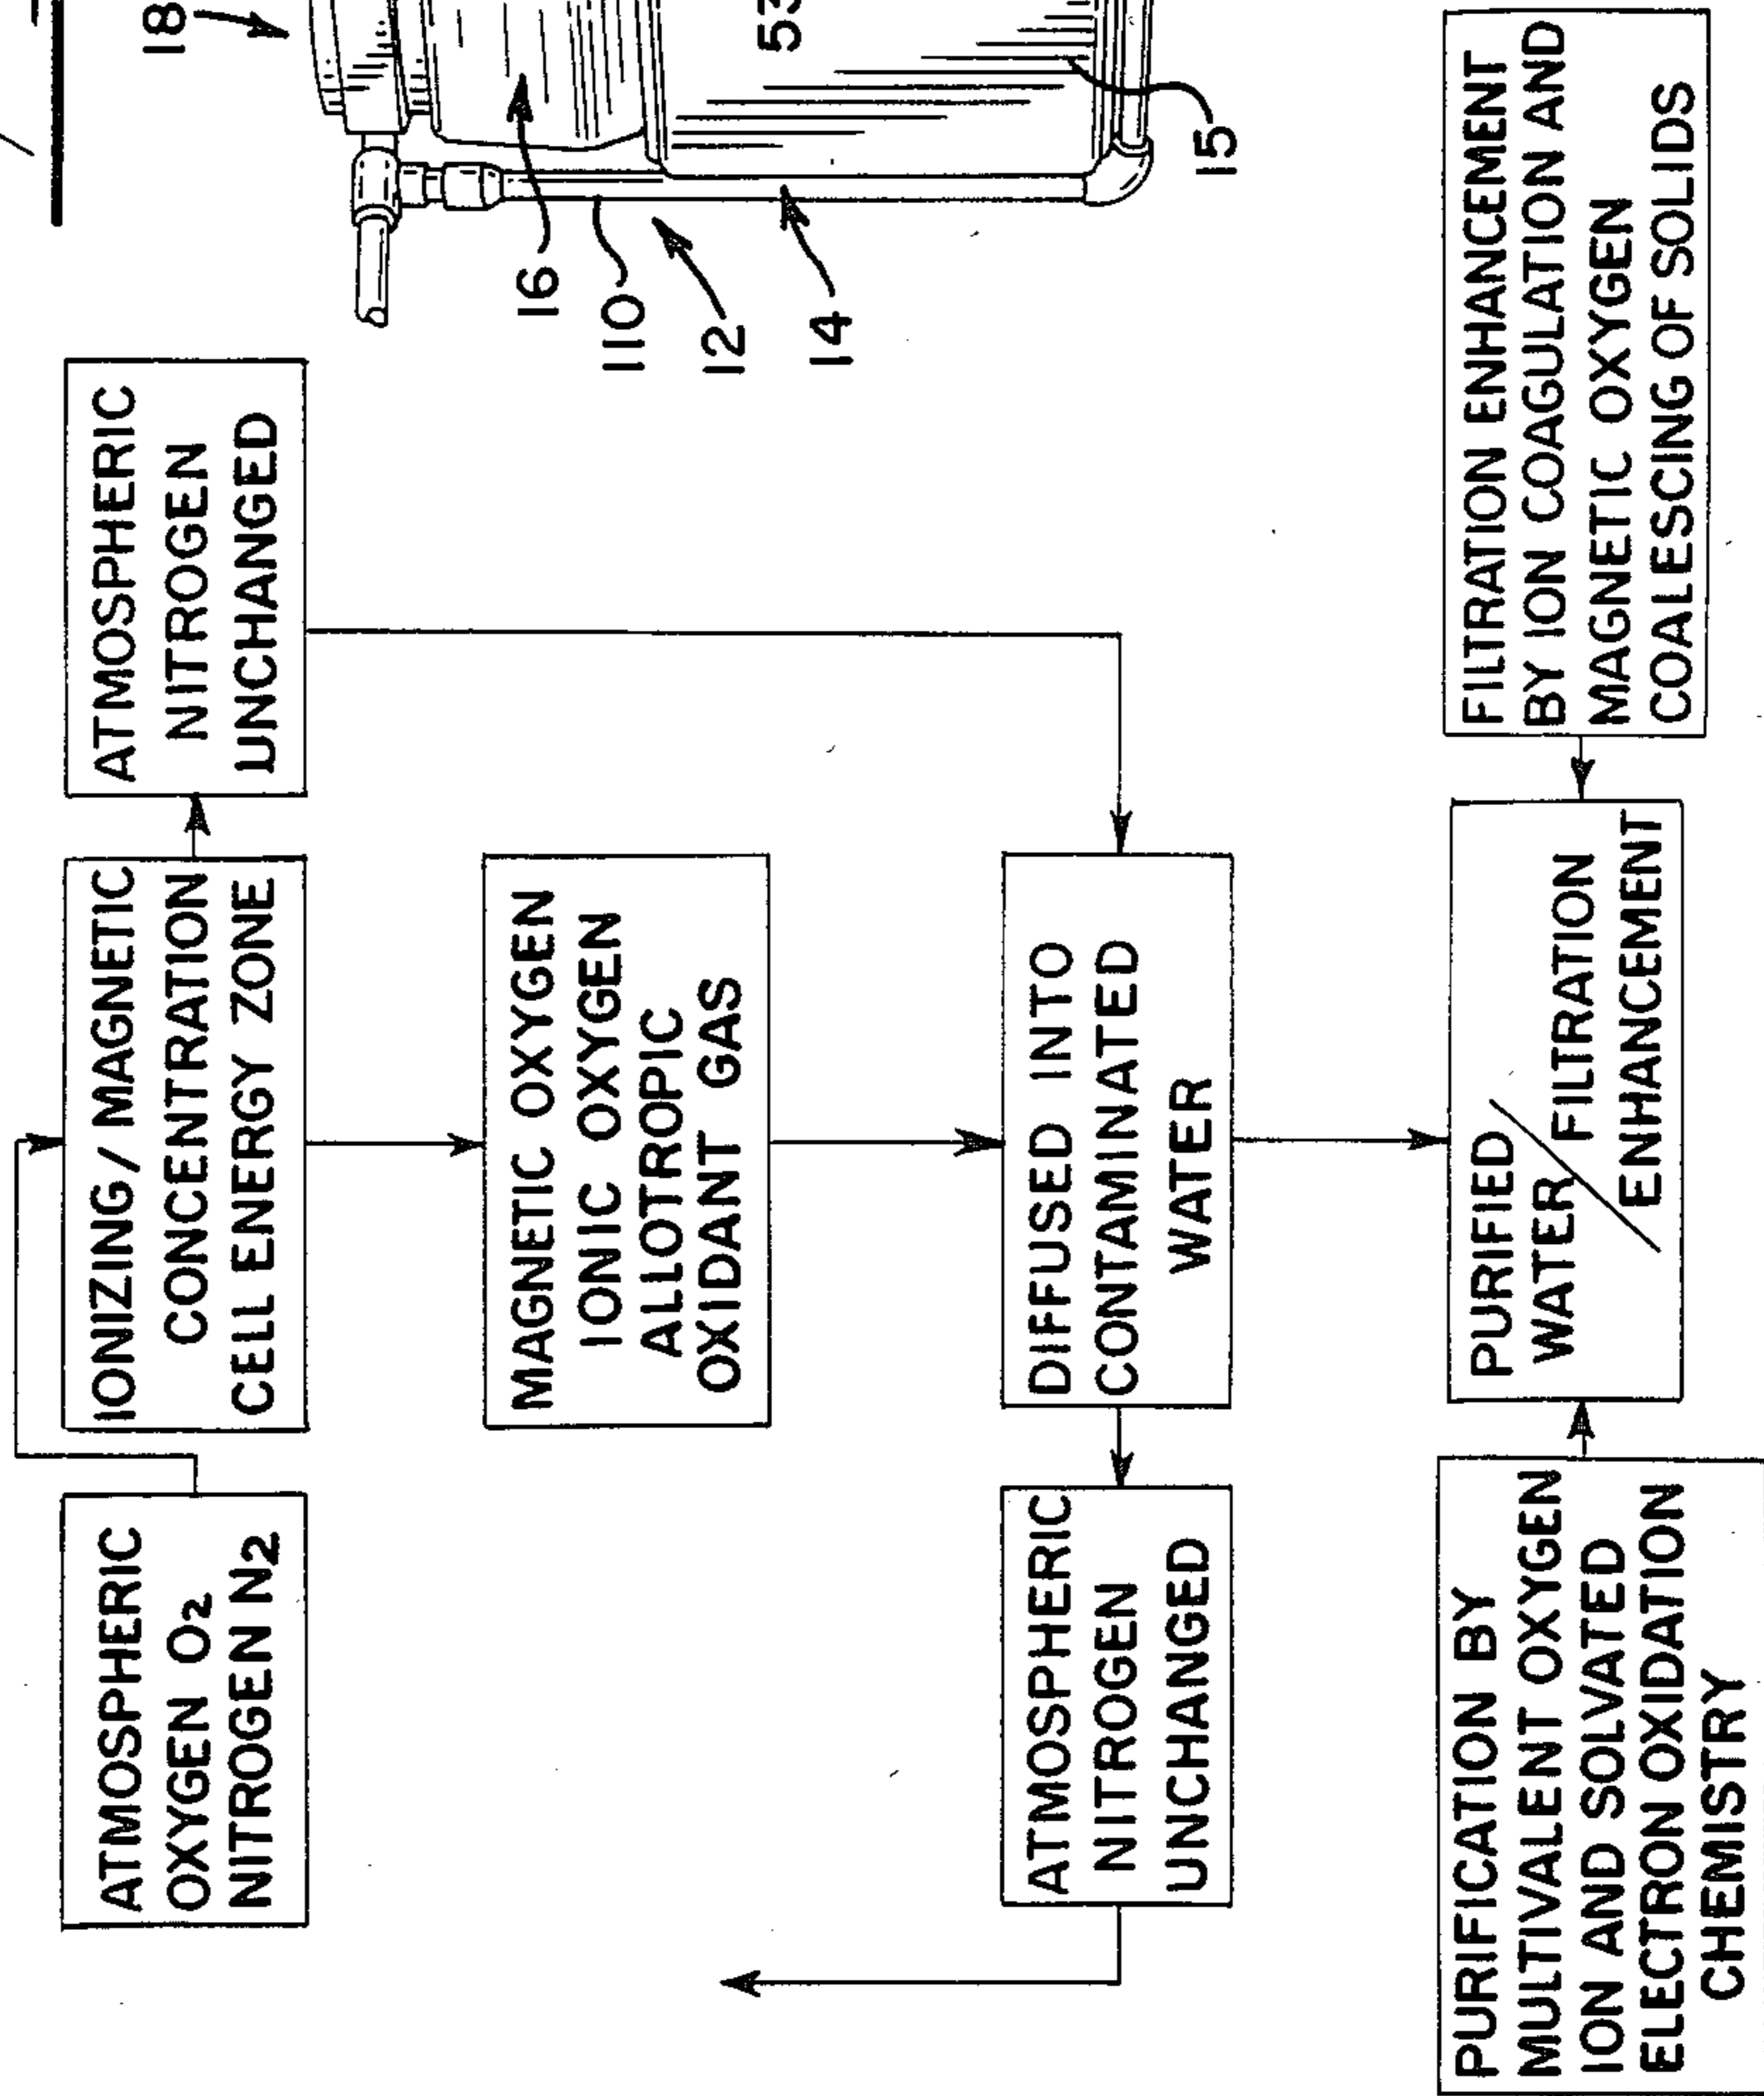 ATMOSPHERIC
OXYGEN O₂
NITROGEN N₂
IONIZING / MAGNETIC
CONCENTRATION
CELL ENERGY ZONE
ATMOSPHERIC
NITROGEN
UNCHANGED
MAGNETIC OXYGEN
IONIC OXYGEN
ALLOTROPIC
OXIDANT GAS
ATMOSPHERIC
NITROGEN
UNCHANGED
DIFFUSED INTO
CONTAMINATED
WATER
PURIFICATION BY
MULTIVALENT OXYGEN
ION AND SOLVATED
ELECTRON OXIDATION
CHEMISTRY
PURIFIED
WATER / FILTRATION
ENHANCEMENT
FILTRATION ENHANCEMENT
BY ION COAGULATION AND
MAGNETIC OXYGEN
COALESCING OF SOLIDS
18
16
110
12
14
53
15